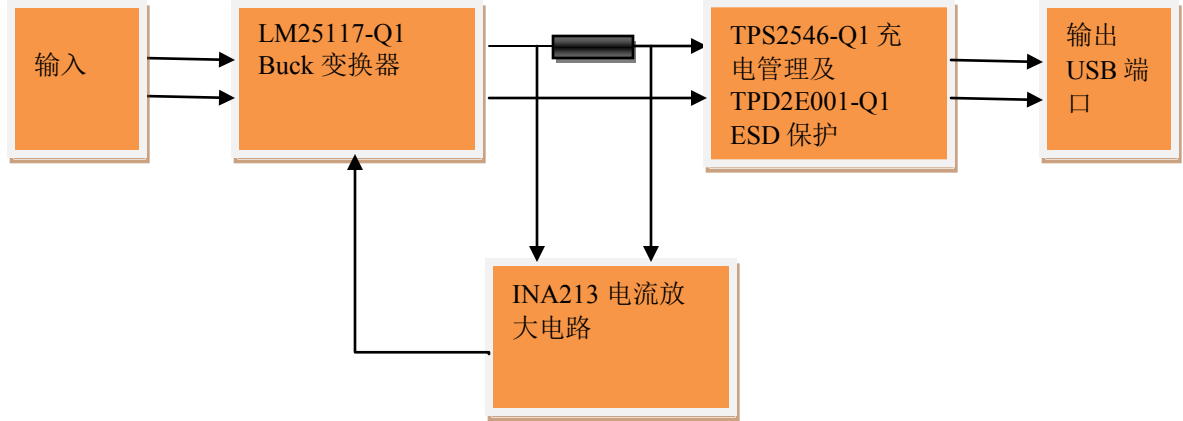 输入
LM25117-Q1
Buck 变换器
TPS2546-Q1 充
电管理及
TPD2E001-Q1
ESD 保护
输出
USB 端
口
INA213 电流放
大电路